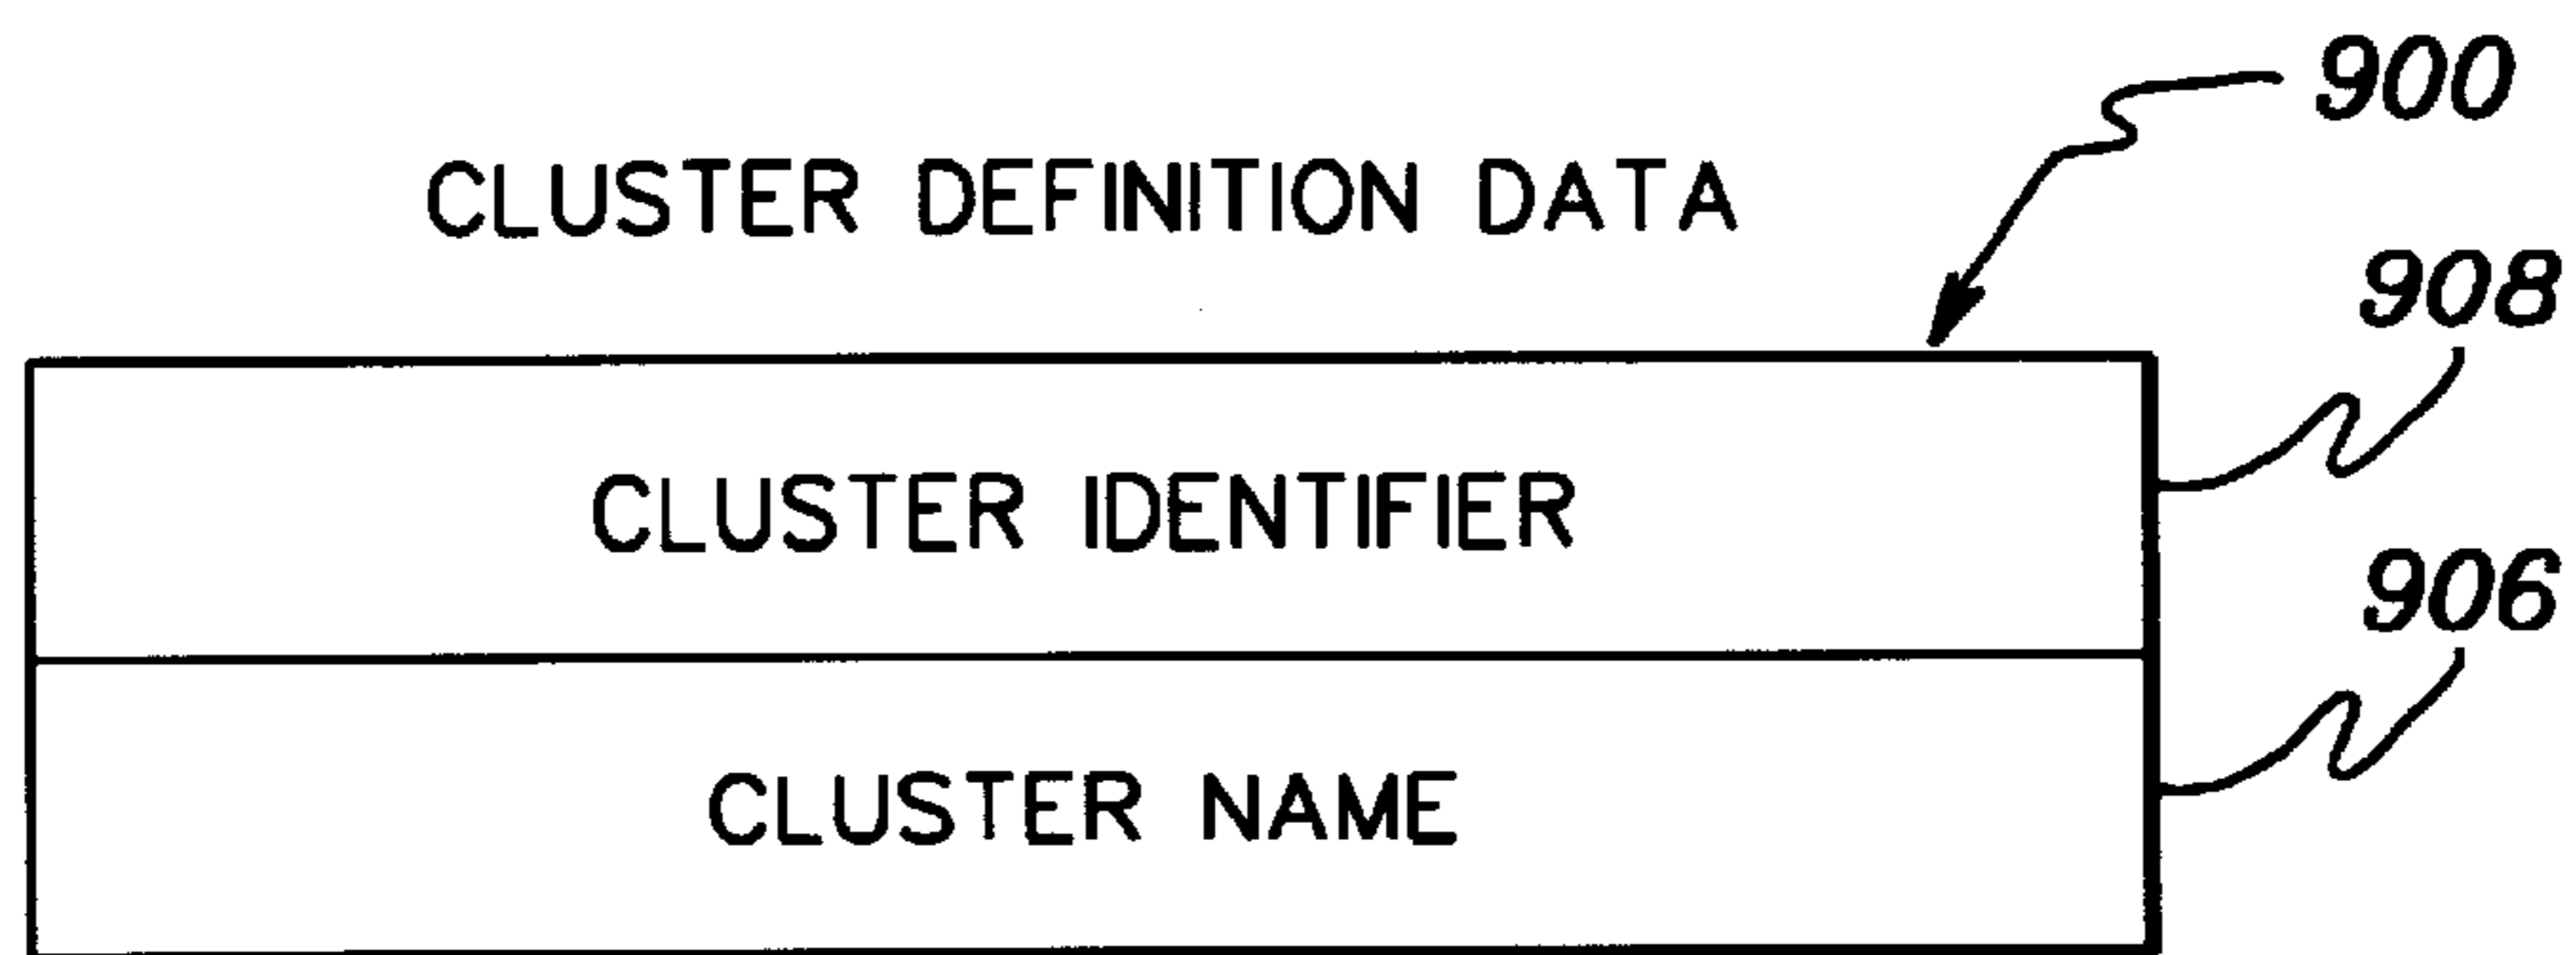 900
CLUSTER DEFINITION DATA
908
CLUSTER IDENTIFIER
906
CLUSTER NAME